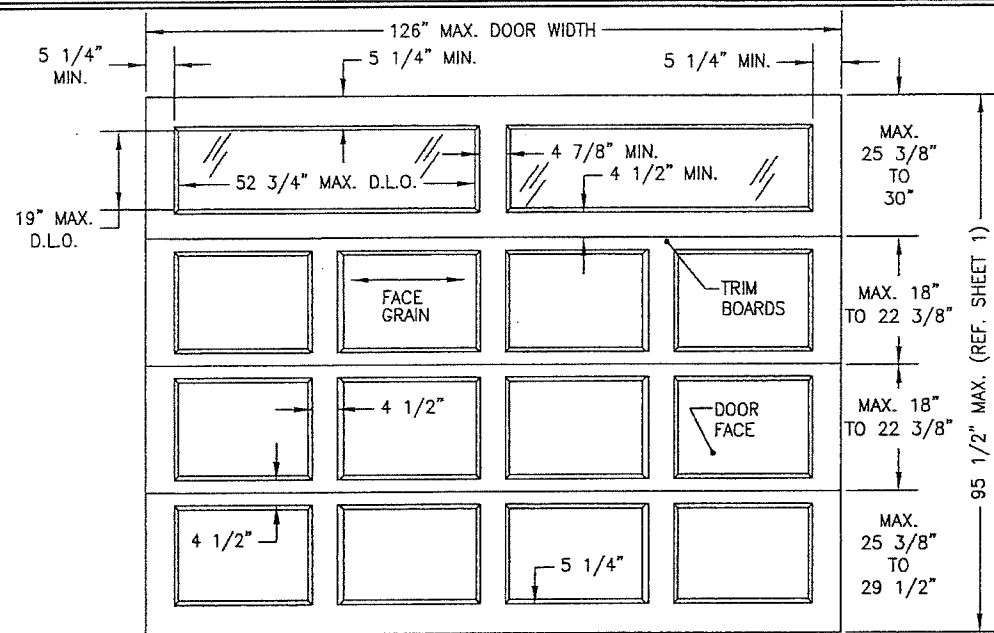 126" MAX. DOOR WIDTH
5 1/4"
MIN.
5 1/4" MIN.
5 1/4" MIN.
4 7/8" MIN.
52 3/4" MAX. D.L.O.
4 1/2" MIN.
19" MAX.
D.L.O.
MAX.
25 3/8"
TO
30"
FACE
GRAIN
TRIM
BOARDS
MAX. 18"
TO 22 3/8"
4 1/2"
DOOR
FACE
MAX. 18"
TO 22 3/8"
4 1/2"
5 1/4"
MAX.
25 3/8"
TO
29 1/2"
95 1/2" MAX. (REF. SHEET 1)